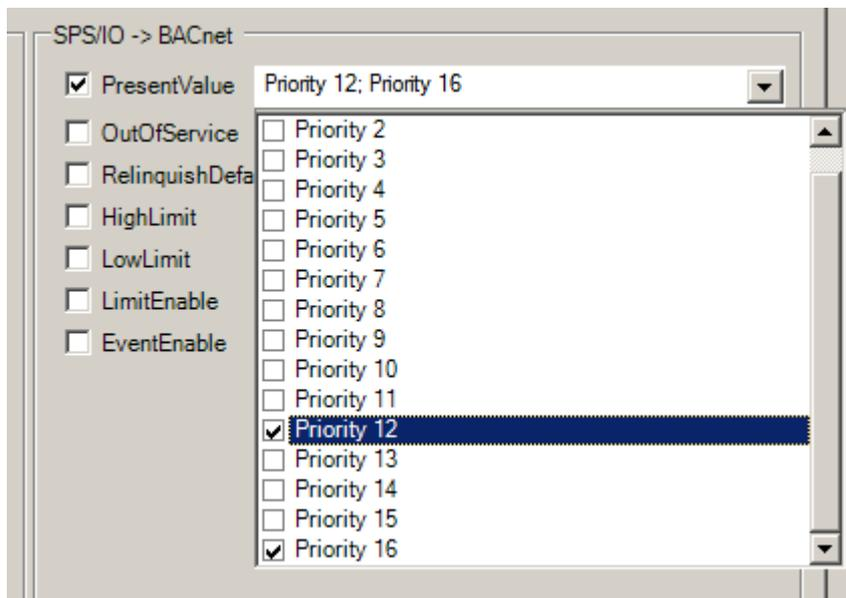 SPS/IO -> BACnet
PresentValue
Priority 12; Priority 16
OutOfService
RelinquishDefa
HighLimit
LowLimit
LimitEnable
EventEnable
Priority 2
Priority 3
Priority 4
Priority 5
Priority 6
Priority 7
Priority 8
Priority 9
Priority 10
Priority 11
Priority 12
Priority 13
Priority 14
Priority 15
Priority 16